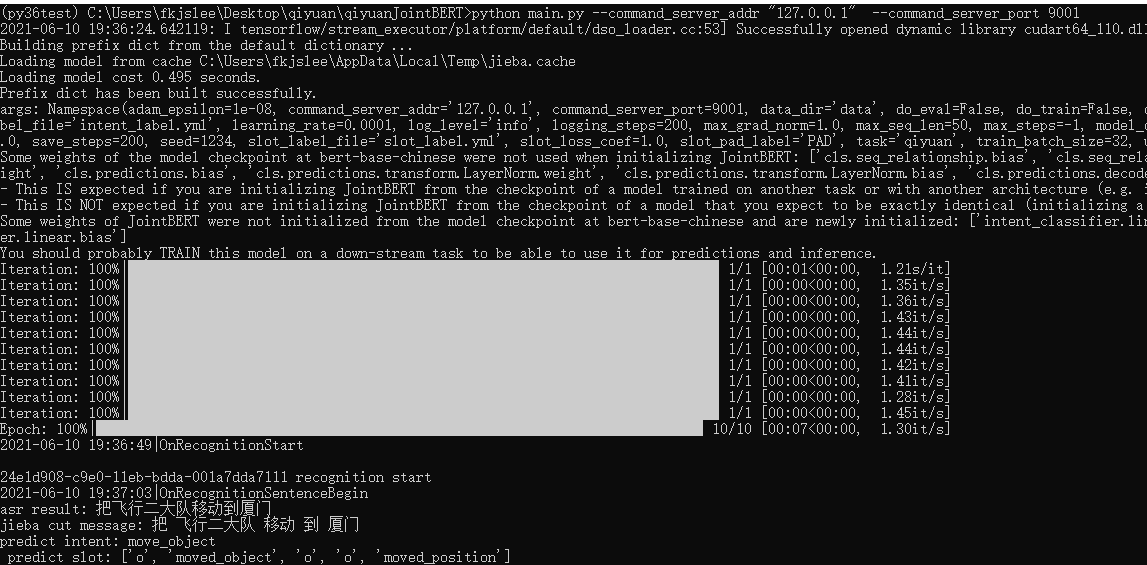 (py36test) C:\Users\fkjslee\Desktop\qiyuan\qiyuanJointBERT>python main.py --command_server_addr "127.0.0.1"  --command_server_port 9001
2021-06-10 19:36:24.642119: I tensorflow/stream_executor/platform/default/dso_loader.cc:53] Successfully opened dynamic library cudart64_110.dll
Building prefix dict from the default dictionary ...
Loading model from cache C:\Users\fkjslee\AppData\Local\Temp\jieba.cache
Loading model cost 0.495 seconds.
Prefix dict has been built successfully.
args: Namespace(adam_epsilon=1e-08, command_server_addr='127.0.0.1', command_server_port=9001, data_dir='data', do_eval=False, do_train=False,
bel_file='intent_label.yml', learning_rate=0.0001, log_level='info', logging_steps=200, max_grad_norm=1.0, max_seq_len=50, max_steps=-1, model_
.0, save_steps=200, seed=1234, slot_label_file='slot_label.yml', slot_loss_coef=1.0, slot_pad_label='PAD', task='qiyuan', train_batch_size=32,
Some weights of the model checkpoint at bert-base-chinese were not used when initializing JointBERT: ['cls.seq_relationship.bias', 'cls.seq_rel
ight', 'cls.predictions.bias', 'cls.predictions.transform.LayerNorm.weight', 'cls.predictions.transform.LayerNorm.bias', 'cls.predictions.decod
- This IS expected if you are initializing JointBERT from the checkpoint of a model trained on another task or with another architecture (e.g.
- This IS NOT expected if you are initializing JointBERT from the checkpoint of a model that you expect to be exactly identical (initializing a
Some weights of JointBERT were not initialized from the model checkpoint at bert-base-chinese and are newly initialized: ['intent_classifier.li
er.linear.bias']
You should probably TRAIN this model on a down-stream task to be able to use it for predictions and inference.
Iteration: 100%| 1/1 [00:01<00:00,  1.21s/it]
Iteration: 100%| 1/1 [00:00<00:00,  1.35it/s]
Iteration: 100%| 1/1 [00:00<00:00,  1.36it/s]
Iteration: 100%| 1/1 [00:00<00:00,  1.43it/s]
Iteration: 100%| 1/1 [00:00<00:00,  1.44it/s]
Iteration: 100%| 1/1 [00:00<00:00,  1.44it/s]
Iteration: 100%| 1/1 [00:00<00:00,  1.42it/s]
Iteration: 100%| 1/1 [00:00<00:00,  1.41it/s]
Iteration: 100%| 1/1 [00:00<00:00,  1.28it/s]
Iteration: 100%| 1/1 [00:00<00:00,  1.45it/s]
Epoch: 100%| 10/10 [00:07<00:00,  1.30it/s]
2021-06-10 19:36:49|OnRecognitionStart
24e1d908-c9e0-11eb-bdda-001a7dda7111 recognition start
2021-06-10 19:37:03|OnRecognitionSentenceBegin
asr result: 把飞行二大队移动到厦门
jieba cut message: 把 飞行二大队 移动 到 厦门
predict intent: move_object
predict slot: ['o', 'moved_object', 'o', 'o', 'moved_position']